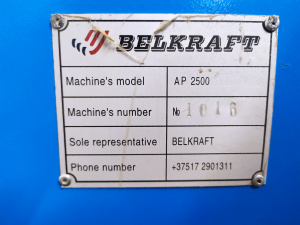 BELKRAFT
Machine's model AP 2500
Machine's number № 1016
Sole representative BELKRAFT
Phone number +37517 2901311